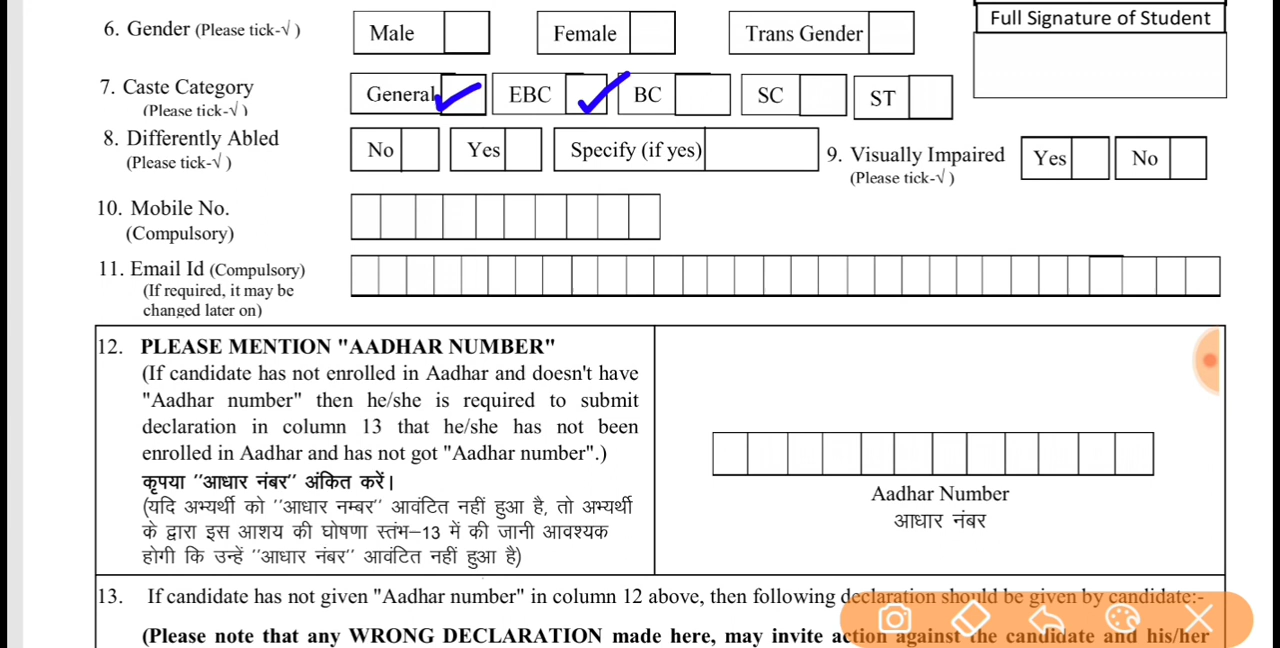 6. Gender (Please tick-√ ) Male Female Trans Gender Full Signature of Student
7. Caste Category General EBC BC SC ST
(Please tick-√ )
8. Differently Abled No Yes Specify (if yes) 9. Visually Impaired Yes No
(Please tick-√ ) (Please tick-√ )
10. Mobile No.
(Compulsory)
11. Email Id (Compulsory)
(If required, it may be
changed later on)
12. PLEASE MENTION "AADHAR NUMBER"
(If candidate has not enrolled in Aadhar and doesn't have
"Aadhar number" then he/she is required to submit
declaration in column 13 that he/she has not been
enrolled in Aadhar and has not got "Aadhar number".)
कृपया ''आधार नंबर'' अंकित करें।
(यदि अभ्यर्थी को ''आधार नम्बर'' आवंटित नहीं हुआ है, तो अभ्यर्थी
के द्वारा इस आशय की घोषणा स्तंभ–13 में की जानी आवश्यक
होगी कि उन्हें ''आधार नंबर'' आवंटित नहीं हुआ है)
Aadhar Number
आधार नंबर
13. If candidate has not given "Aadhar number" in column 12 above, then following declaration should be given by candidate:-
(Please note that any WRONG DECLARATION made here, may invite action against the candidate and his/her